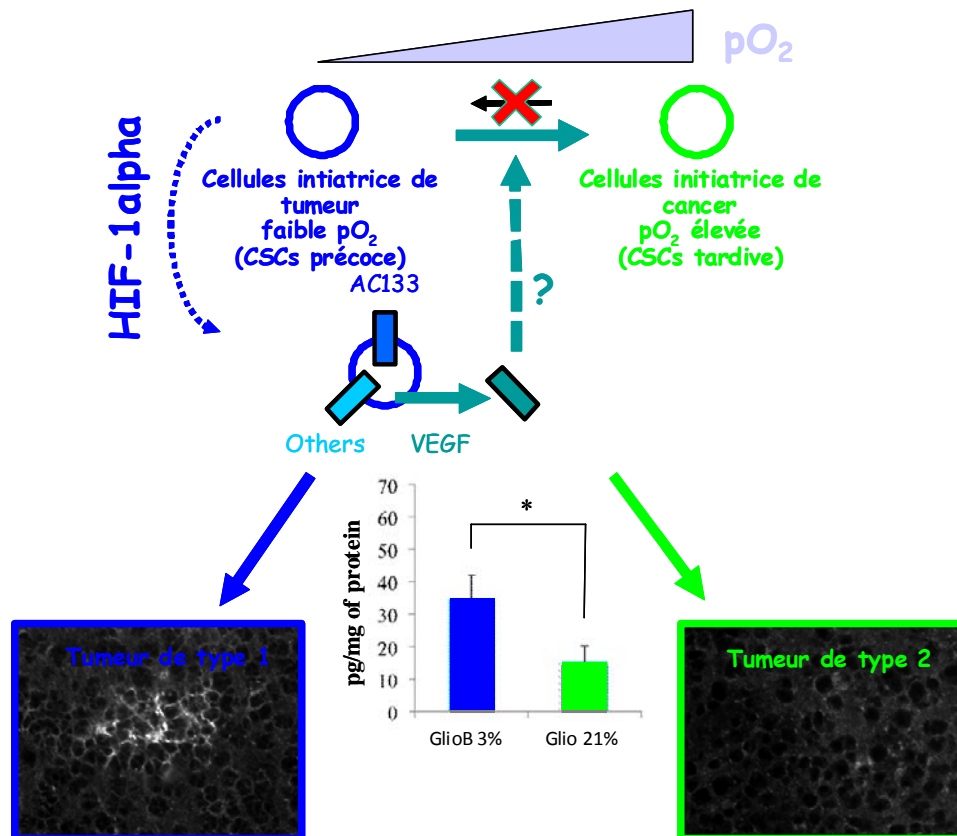 pO₂
HIF-1alpha
Cellules intiatrice de
tumeur
faible pO₂
(CSCs précoce)
AC133
Cellules initiatrice de
cancer
pO₂ élevée
(CSCs tardive)
?
Others
VEGF
70
60
50
40
30
20
10
0
pg/mg of protein
*
GlioB 3%
Glio 21%
Tumeur de type 1
Tumeur de type 2